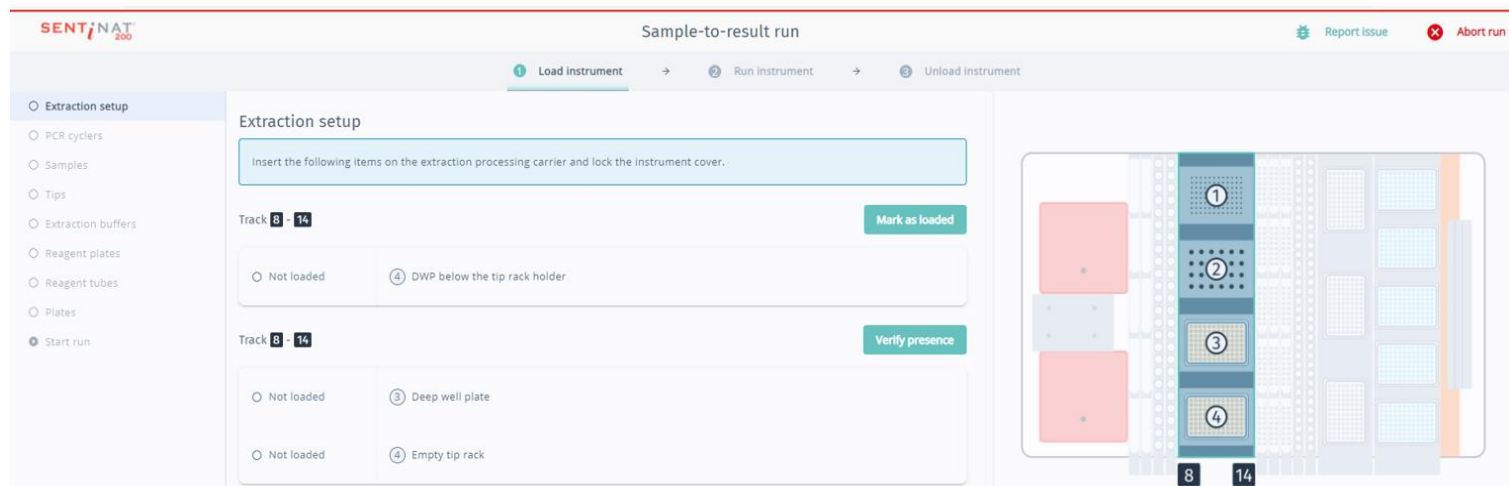 SENTiNAT 200
Sample-to-result run
Report issue
Abort run
1 Load instrument → 2 Run instrument → 3 Unload instrument
Extraction setup
PCR cyclers
Samples
Tips
Extraction buffers
Reagent plates
Reagent tubes
Plates
Start run
Extraction setup
Insert the following items on the extraction processing carrier and lock the instrument cover.
Track 8 - 14
Mark as loaded
Not loaded
4 DWP below the tip rack holder
Track 8 - 14
Verify presence
Not loaded
3 Deep well plate
Not loaded
4 Empty tip rack
1
2
3
4
8 14